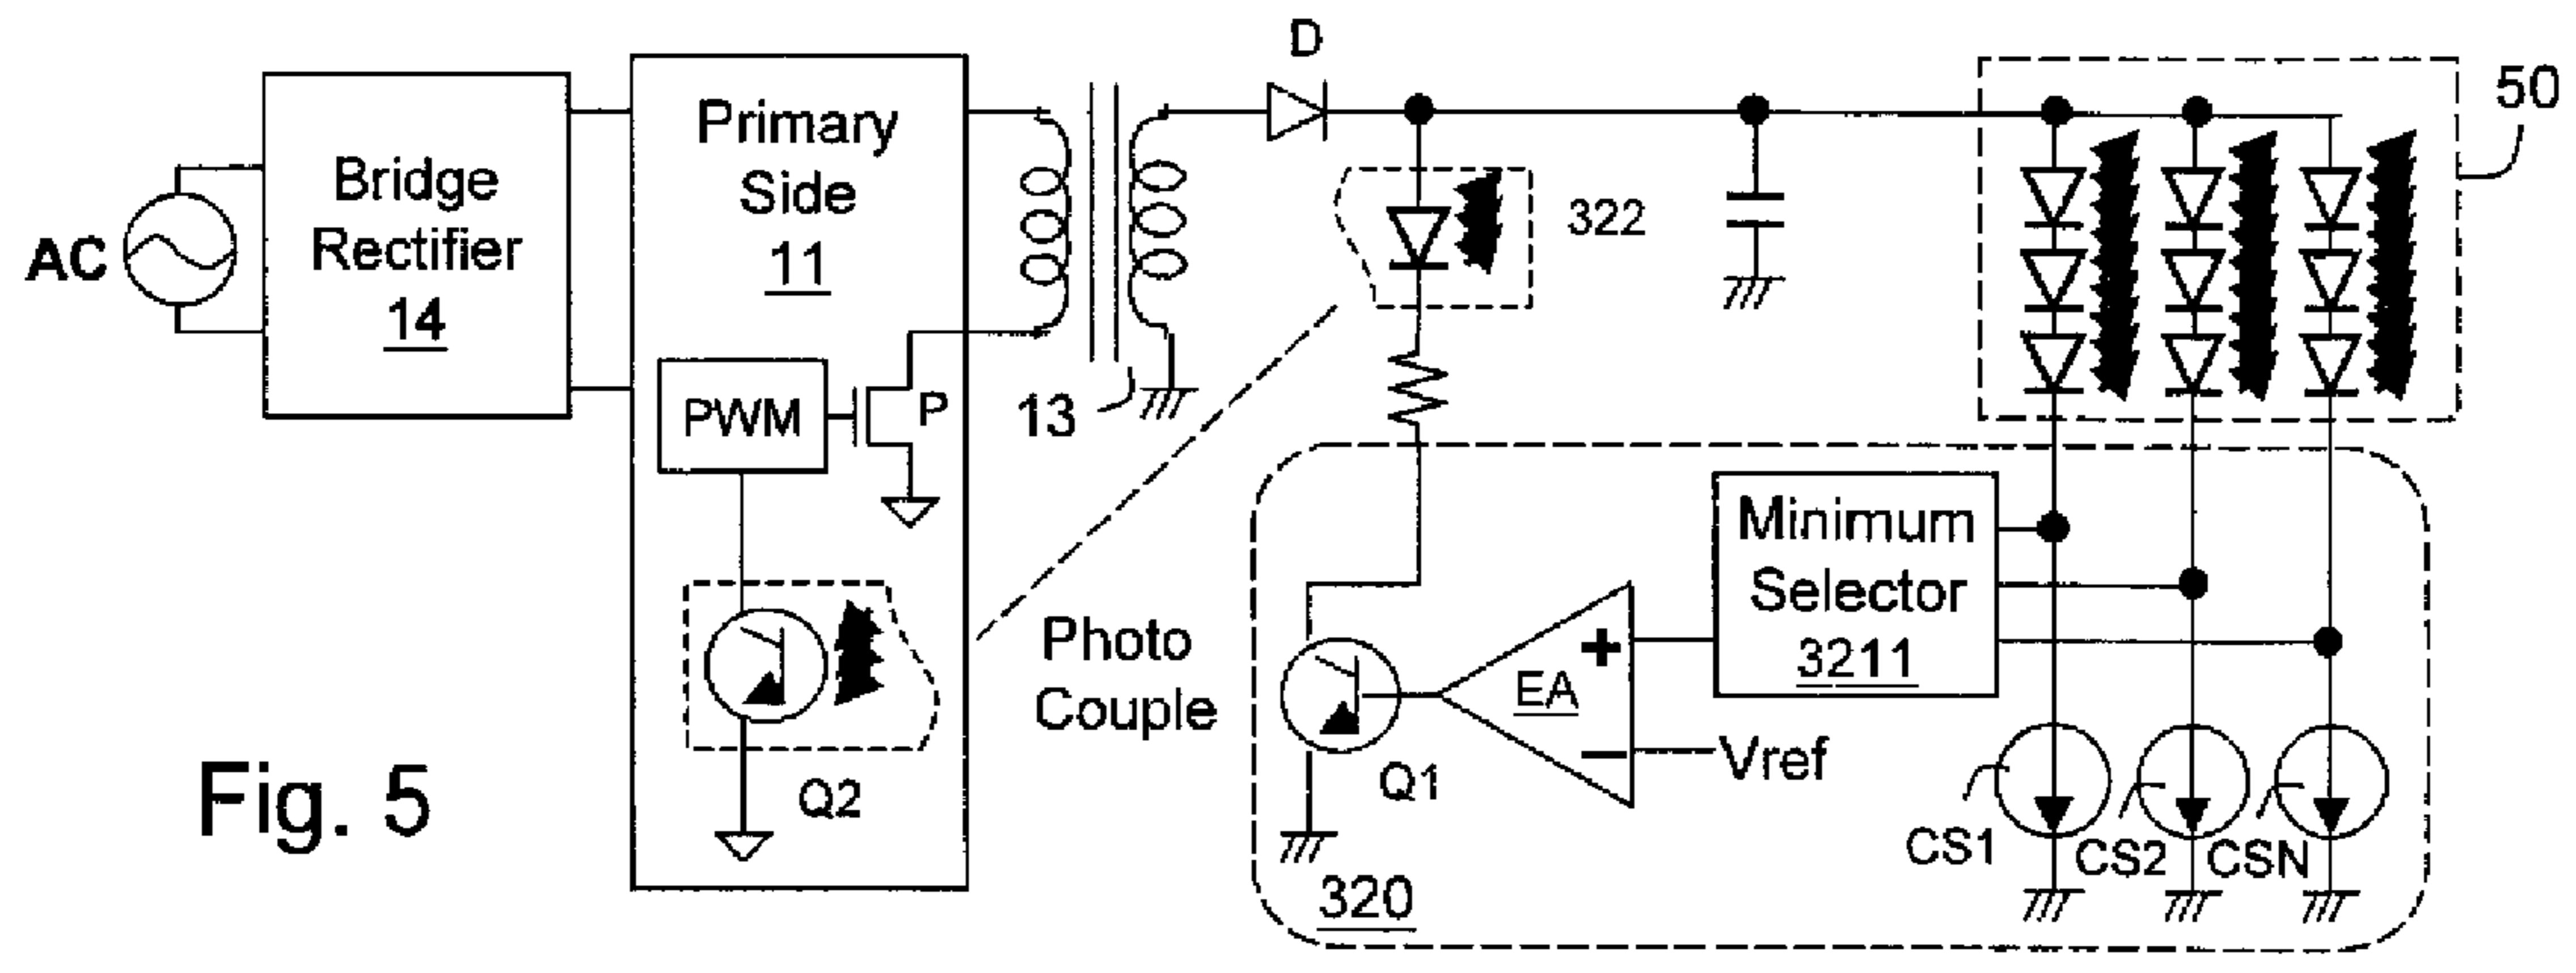 D
50
AC
Bridge
Rectifier
14
Primary
Side
11
322
PWM
P
13
Photo
Couple
Q2
Minimum
Selector
3211
+
EA
−
Vref
Q1
CS1
CS2
CSN
320
Fig. 5